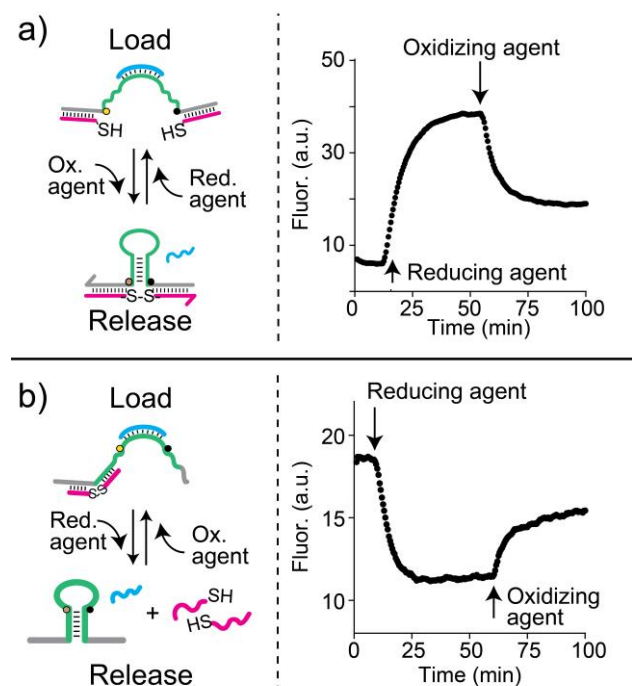 a)
Load
SH
HS
Ox.
agent
Red.
agent
-S-S-
Release
50
30
10
Fluor. (a.u.)
Oxidizing agent
Reducing agent
1
25
50
75
100
Time (min)
b)
Load
S-S
Red.
agent
Ox.
agent
+
SH
HS
Release
20
15
10
Fluor. (a.u.)
Reducing agent
Oxidizing
agent
1
25
50
75
100
Time (min)